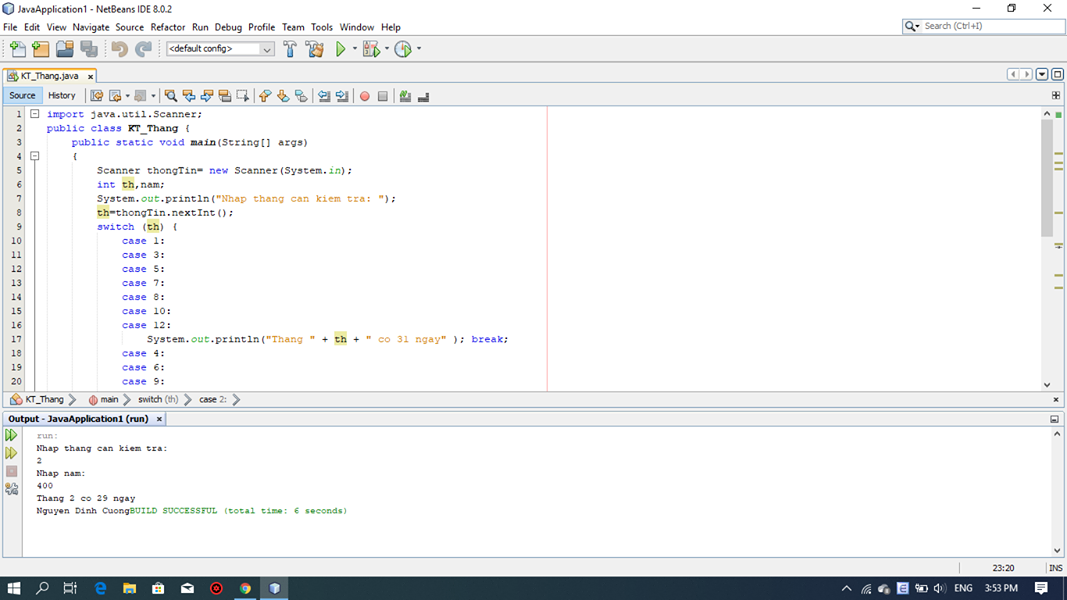 JavaApplication1 - NetBeans IDE 8.0.2
File Edit View Navigate Source Refactor Run Debug Profile Team Tools Window Help
Search (Ctrl+I)
<default config>
KT_Thang.java
Source History
1 import java.util.Scanner;
2 public class KT_Thang {
3 public static void main(String[] args)
4 {
5 Scanner thongTin= new Scanner(System.in);
6 int th,nam;
7 System.out.println("Nhap thang can kiem tra: ");
8 th=thongTin.nextInt();
9 switch (th) {
10 case 1:
11 case 3:
12 case 5:
13 case 7:
14 case 8:
15 case 10:
16 case 12:
17 System.out.println("Thang " + th + " co 31 ngay" ); break;
18 case 4:
19 case 6:
20 case 9:
KT_Thang main switch (th) case 2:
Output - JavaApplication1 (run)
run:
Nhap thang can kiem tra:
2
Nhap nam:
400
Thang 2 co 29 ngay
Nguyen Dinh CuongBUILD SUCCESSFUL (total time: 6 seconds)
23:20 INS
ENG 3:53 PM